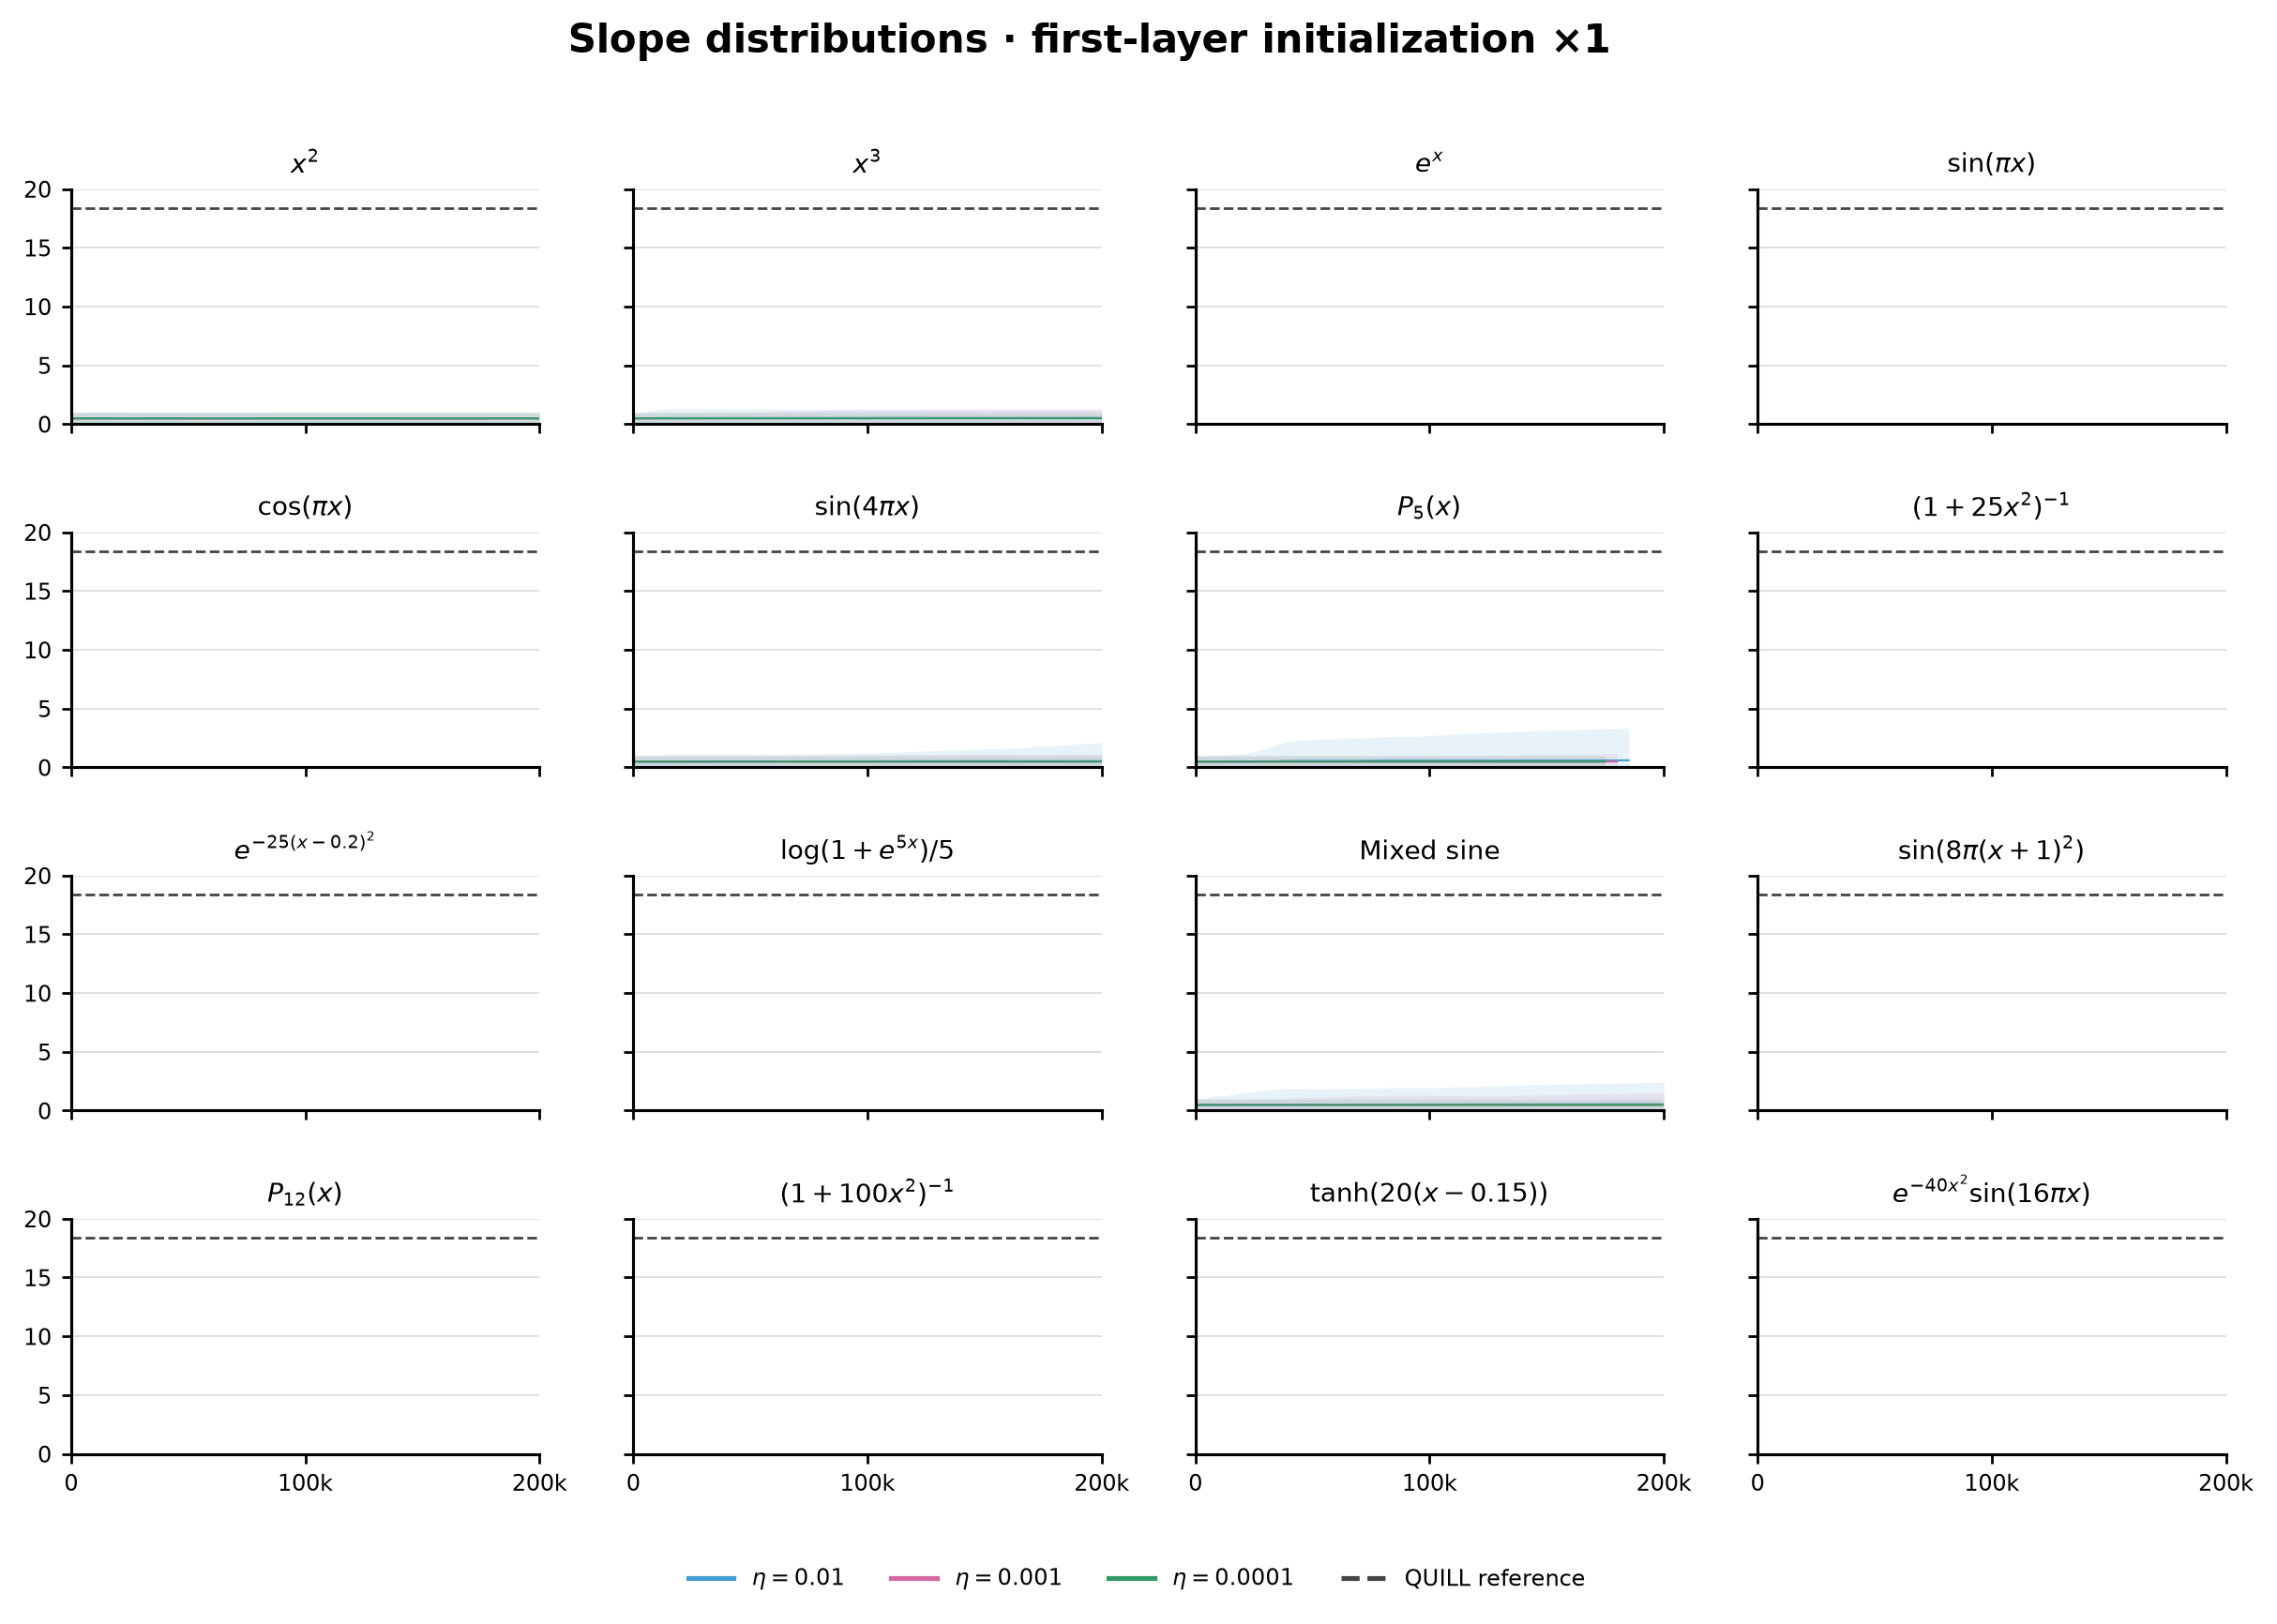 Slope distributions · first-layer initialization ×1
x² x³ eˣ sin(πx)
20
15
10
5
0
cos(πx) sin(4πx) P₅(x) (1 + 25x²)⁻¹
20
15
10
5
0
e^{−25(x − 0.2)²} log(1 + e^{5x})/5 Mixed sine sin(8π(x + 1)²)
20
15
10
5
0
P₁₂(x) (1 + 100x²)⁻¹ tanh(20(x − 0.15)) e^{−40x²}sin(16πx)
20
15
10
5
0
0 100k 200k 0 100k 200k 0 100k 200k 0 100k 200k
η = 0.01 η = 0.001 η = 0.0001 QUILL reference